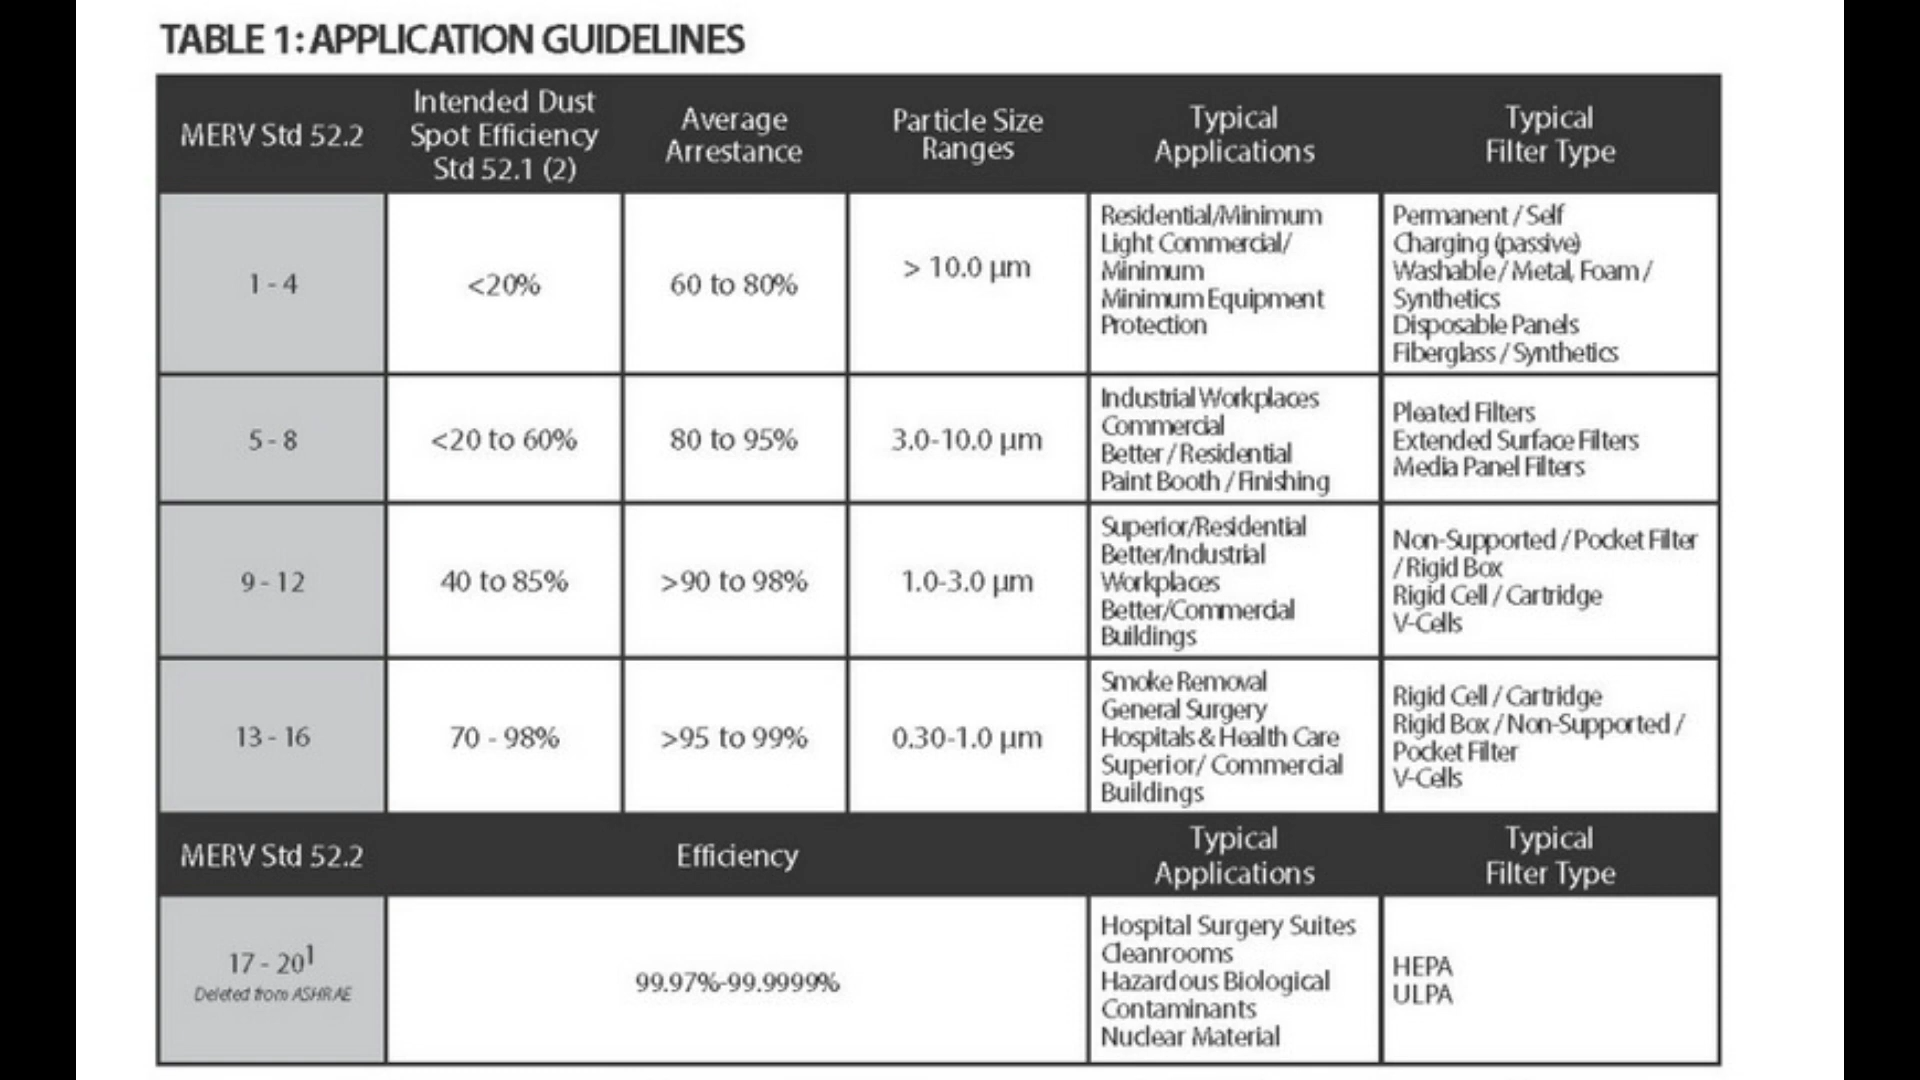 TABLE 1: APPLICATION GUIDELINES
MERV Std 52.2
Intended Dust
Spot Efficiency
Std 52.1 (2)
Average
Arrestance
Particle Size
Ranges
Typical
Applications
Typical
Filter Type
1 - 4
<20%
60 to 80%
> 10.0 µm
Residential/Minimum
Light Commercial/
Minimum
Minimum Equipment
Protection
Permanent / Self
Charging (passive)
Washable / Metal, Foam /
Synthetics
Disposable Panels
Fiberglass / Synthetics
5 - 8
<20 to 60%
80 to 95%
3.0-10.0 µm
Industrial Workplaces
Commercial
Better / Residential
Paint Booth / Finishing
Pleated Filters
Extended Surface Filters
Media Panel Filters
9 - 12
40 to 85%
>90 to 98%
1.0-3.0 µm
Superior/Residential
Better/Industrial
Workplaces
Better/Commercial
Buildings
Non-Supported / Pocket Filter
/ Rigid Box
Rigid Cell / Cartridge
V-Cells
13 - 16
70 - 98%
>95 to 99%
0.30-1.0 µm
Smoke Removal
General Surgery
Hospitals & Health Care
Superior/ Commercial
Buildings
Rigid Cell / Cartridge
Rigid Box / Non-Supported /
Pocket Filter
V-Cells
MERV Std 52.2
Efficiency
Typical
Applications
Typical
Filter Type
17 - 20¹
Deleted from ASHRAE
99.97%-99.9999%
Hospital Surgery Suites
Cleanrooms
Hazardous Biological
Contaminants
Nuclear Material
HEPA
ULPA